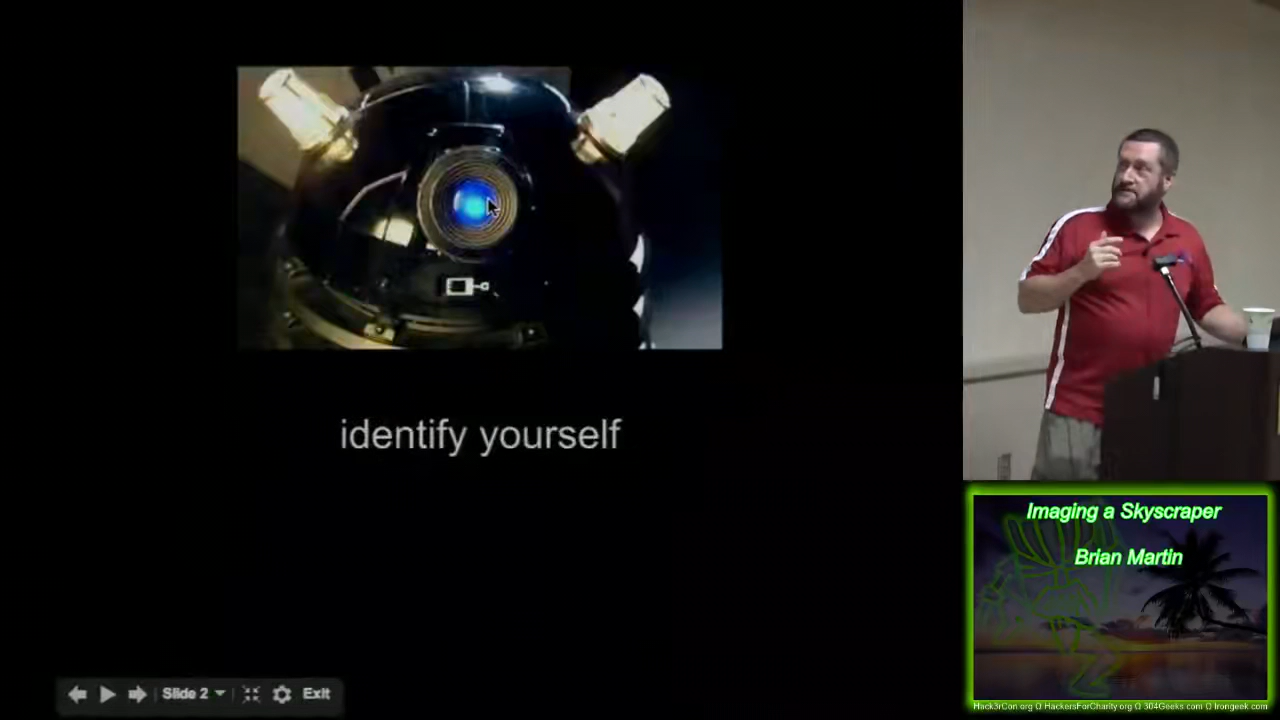 identify yourself
Slide 2
Exit
Imaging a Skyscraper
Brian Martin
Hack3rCon.org Ω HackersForCharity.org Ω 304Geeks.com Ω Irongeek.com